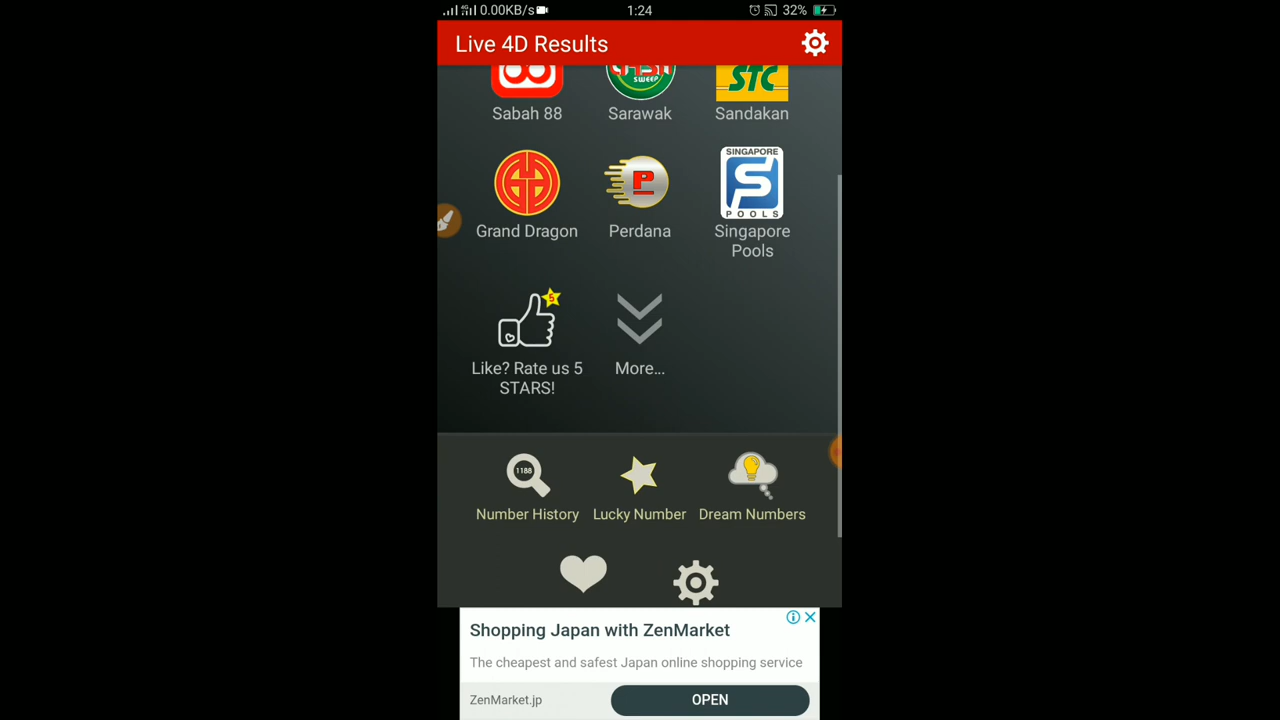 0.00KB/s 1:24 32%
Live 4D Results
88 SWEEP STC
Sabah 88 Sarawak Sandakan
SINGAPORE
P S
POOLS
Grand Dragon Perdana Singapore
Pools
5
Like? Rate us 5 More...
STARS!
1188
Number History Lucky Number Dream Numbers
Shopping Japan with ZenMarket
The cheapest and safest Japan online shopping service
ZenMarket.jp OPEN